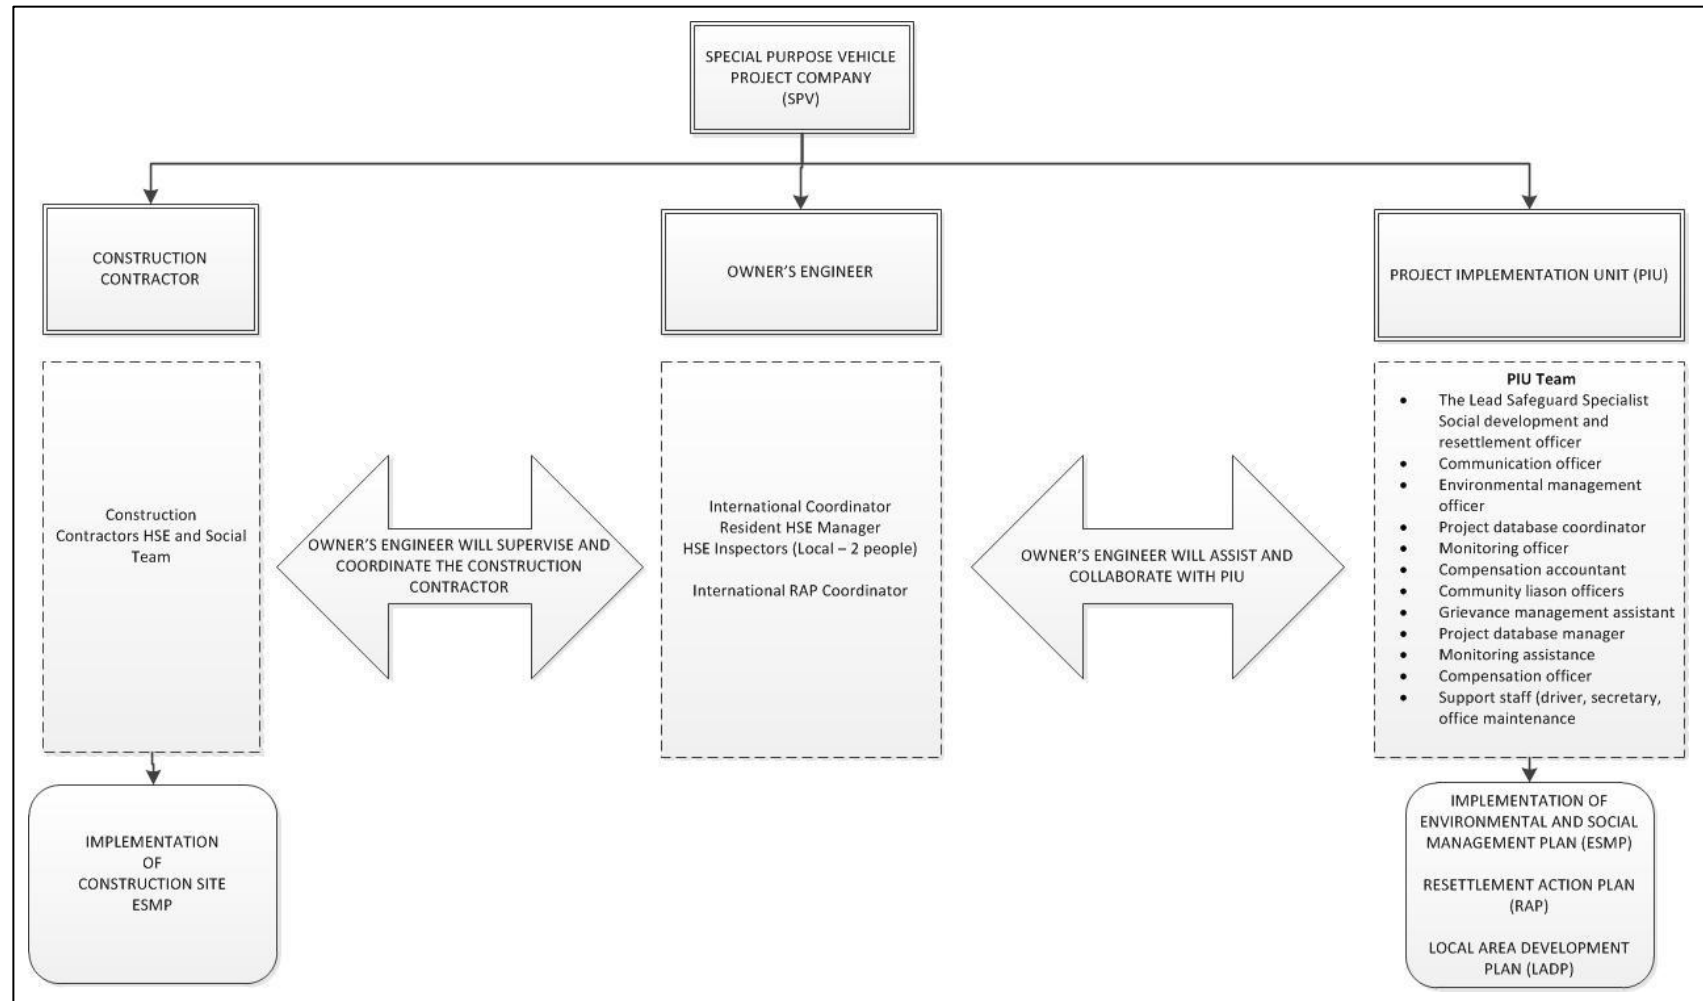 SPECIAL PURPOSE VEHICLE
PROJECT COMPANY
(SPV)
CONSTRUCTION
CONTRACTOR
OWNER'S ENGINEER
PROJECT IMPLEMENTATION UNIT (PIU)
Construction
Contractors HSE and Social
Team
OWNER'S ENGINEER WILL SUPERVISE AND
COORDINATE THE CONSTRUCTION
CONTRACTOR
International Coordinator
Resident HSE Manager
HSE Inspectors (Local – 2 people)
International RAP Coordinator
OWNER'S ENGINEER WILL ASSIST AND
COLLABORATE WITH PIU
PIU Team
• The Lead Safeguard Specialist
Social development and
resettlement officer
• Communication officer
• Environmental management
officer
• Project database coordinator
• Monitoring officer
• Compensation accountant
• Community liason officers
• Grievance management assistant
• Project database manager
• Monitoring assistance
• Compensation officer
• Support staff (driver, secretary,
office maintenance
IMPLEMENTATION
OF
CONSTRUCTION SITE
ESMP
IMPLEMENTATION OF
ENVIRONMENTAL AND SOCIAL
MANAGEMENT PLAN (ESMP)
RESETTLEMENT ACTION PLAN
(RAP)
LOCAL AREA DEVELOPMENT
PLAN (LADP)